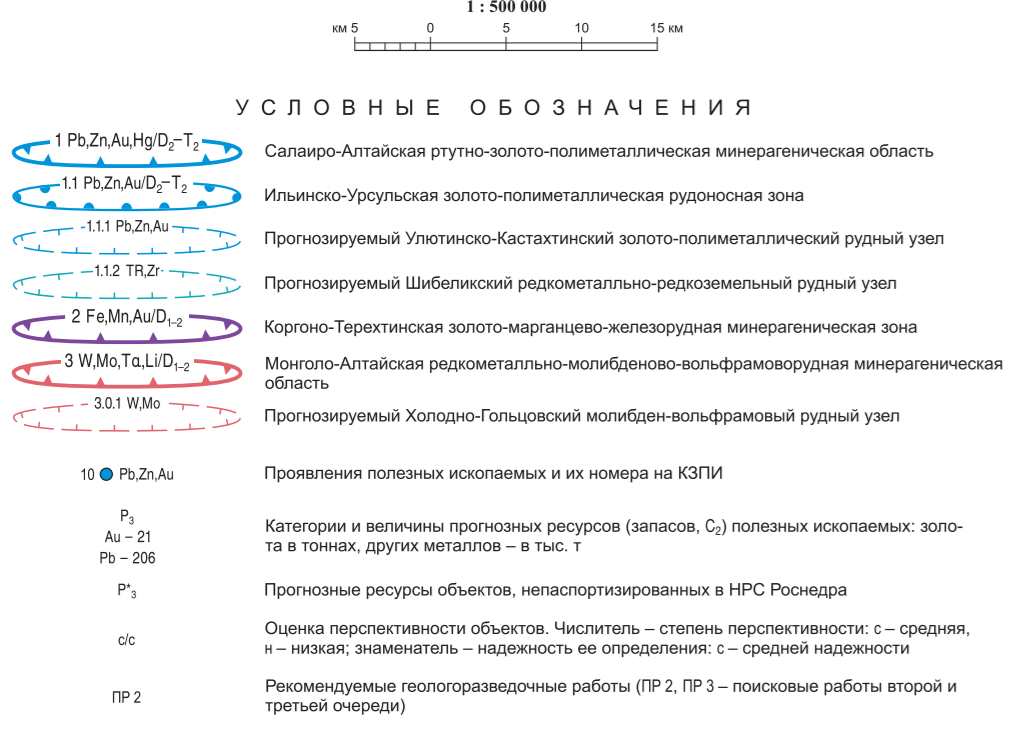 1 : 500 000
км 5 0 5 10 15 км
УСЛОВНЫЕ ОБОЗНАЧЕНИЯ
1 Pb,Zn,Au,Hg/D₂–T₂ Салаиро-Алтайская ртутно-золото-полиметаллическая минерагеническая область
1.1 Pb,Zn,Au/D₂–T₂ Ильинско-Урсульская золото-полиметаллическая рудоносная зона
1.1.1 Pb,Zn,Au Прогнозируемый Улютинско-Кастахтинский золото-полиметаллический рудный узел
1.1.2 TR,Zr Прогнозируемый Шибеликский редкометалльно-редкоземельный рудный узел
2 Fe,Mn,Au/D₁₋₂ Коргоно-Терехтинская золото-марганцево-железорудная минерагеническая зона
3 W,Mo,Ta,Li/D₁₋₂ Монголо-Алтайская редкометалльно-молибденово-вольфрамоворудная минерагеническая
область
3.0.1 W,Mo Прогнозируемый Холодно-Гольцовский молибден-вольфрамовый рудный узел
10 Pb,Zn,Au Проявления полезных ископаемых и их номера на КЗПИ
P₃
Au – 21
Pb – 206
Категории и величины прогнозных ресурсов (запасов, C₂) полезных ископаемых: золо-
та в тоннах, других металлов – в тыс. т
P*₃ Прогнозные ресурсы объектов, непаспортизированных в НРС Роснедра
с/с
Оценка перспективности объектов. Числитель – степень перспективности: с – средняя,
н – низкая; знаменатель – надежность ее определения: с – средней надежности
ПР 2
Рекомендуемые геологоразведочные работы (ПР 2, ПР 3 – поисковые работы второй и
третьей очереди)